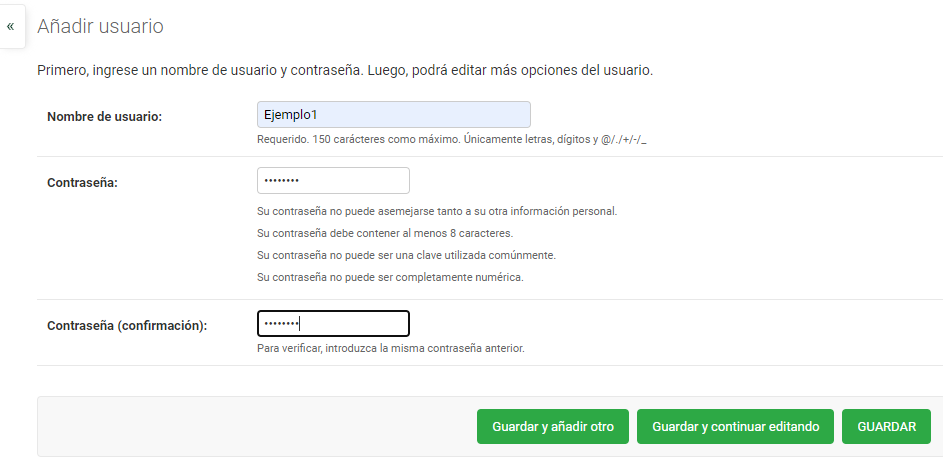 «
Añadir usuario
Primero, ingrese un nombre de usuario y contraseña. Luego, podrá editar más opciones del usuario.
Nombre de usuario:
Ejemplo1
Requerido. 150 carácteres como máximo. Únicamente letras, dígitos y @/./+/-/_
Contraseña:
••••••••
Su contraseña no puede asemejarse tanto a su otra información personal.
Su contraseña debe contener al menos 8 caracteres.
Su contraseña no puede ser una clave utilizada comúnmente.
Su contraseña no puede ser completamente numérica.
Contraseña (confirmación):
••••••••
Para verificar, introduzca la misma contraseña anterior.
Guardar y añadir otro
Guardar y continuar editando
GUARDAR